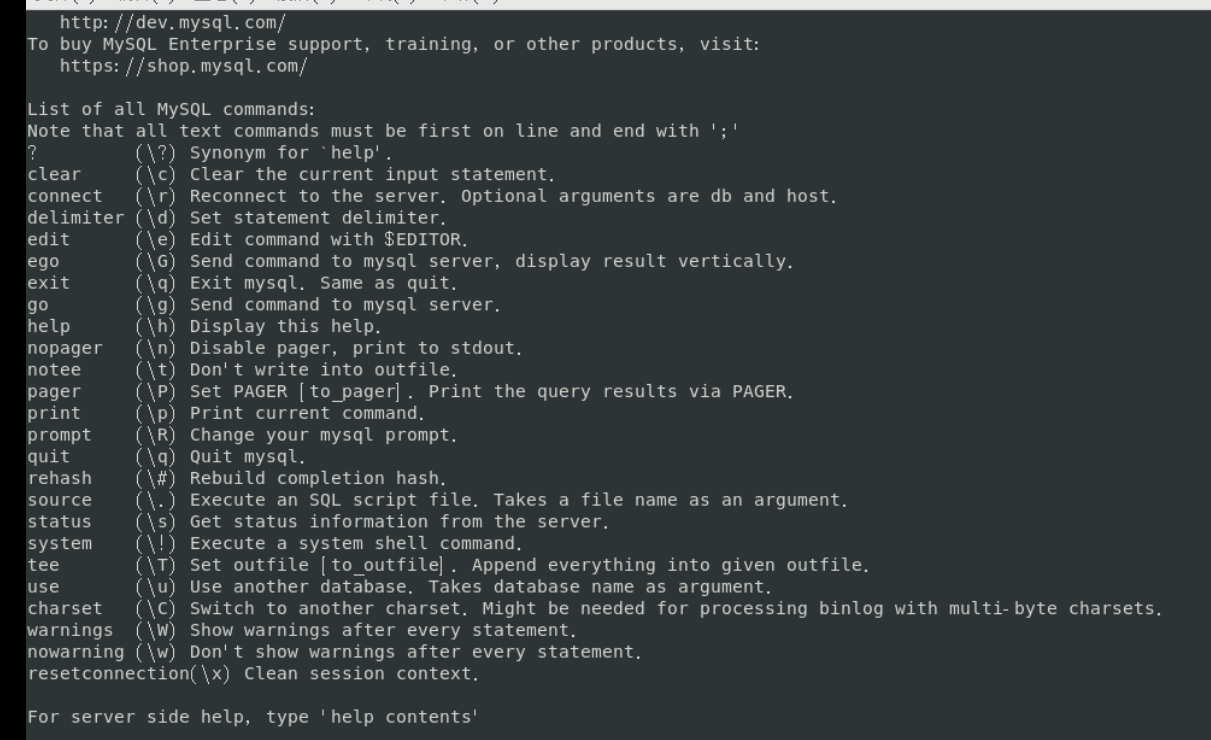 http://dev.mysql.com/
To buy MySQL Enterprise support, training, or other products, visit:
https://shop.mysql.com/
List of all MySQL commands:
Note that all text commands must be first on line and end with ';'
? (\?) Synonym for `help'.
clear (\c) Clear the current input statement.
connect (\r) Reconnect to the server. Optional arguments are db and host.
delimiter (\d) Set statement delimiter.
edit (\e) Edit command with $EDITOR.
ego (\G) Send command to mysql server, display result vertically.
exit (\q) Exit mysql. Same as quit.
go (\g) Send command to mysql server.
help (\h) Display this help.
nopager (\n) Disable pager, print to stdout.
notee (\t) Don't write into outfile.
pager (\P) Set PAGER [to_pager]. Print the query results via PAGER.
print (\p) Print current command.
prompt (\R) Change your mysql prompt.
quit (\q) Quit mysql.
rehash (\#) Rebuild completion hash.
source (\.) Execute an SQL script file. Takes a file name as an argument.
status (\s) Get status information from the server.
system (\!) Execute a system shell command.
tee (\T) Set outfile [to_outfile]. Append everything into given outfile.
use (\u) Use another database. Takes database name as argument.
charset (\C) Switch to another charset. Might be needed for processing binlog with multi-byte charsets.
warnings (\W) Show warnings after every statement.
nowarning (\w) Don't show warnings after every statement.
resetconnection(\x) Clean session context.
For server side help, type 'help contents'